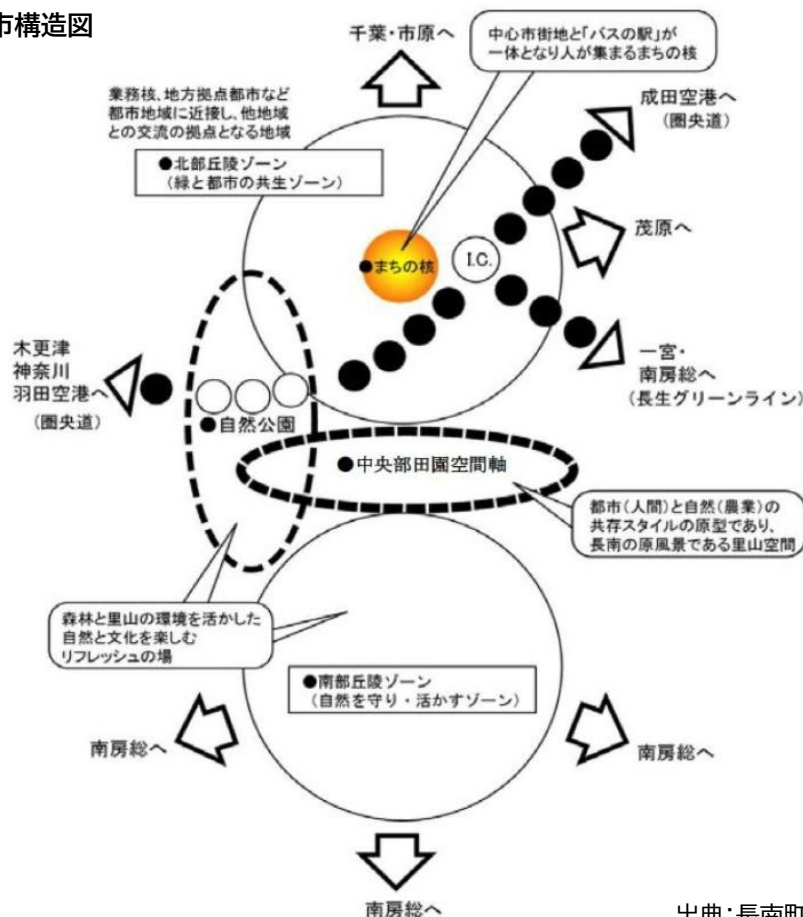 市構造図
千葉・市原へ
中心市街地と「バスの駅」が
一体となり人が集まるまちの核
業務核、地方拠点都市など
都市地域に近接し、他地域
との交流の拠点となる地域
成田空港へ
(圏央道)
●北部丘陵ゾーン
(緑と都市の共生ゾーン)
茂原へ
I.C.
●まちの核
木更津
神奈川
羽田空港へ
(圏央道)
一宮・
南房総へ
(長生グリーンライン)
●自然公園
●中央部田園空間軸
都市(人間)と自然(農業)の
共存スタイルの原型であり、
長南の原風景である里山空間
森林と里山の環境を活かした
自然と文化を楽しむ
リフレッシュの場
●南部丘陵ゾーン
(自然を守り・活かすゾーン)
南房総へ
南房総へ
南房総へ
出典:長南町